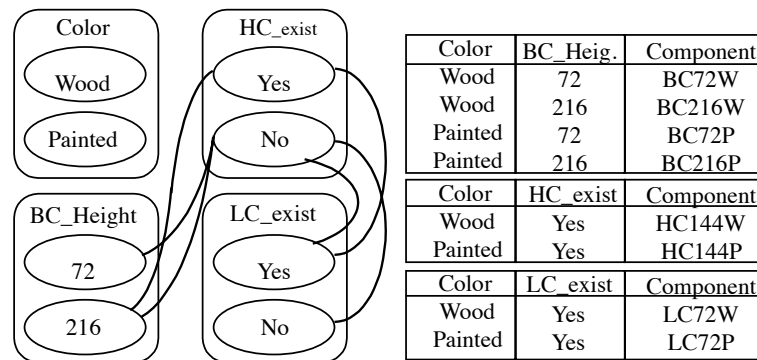 Color
Wood
Painted
HC_exist
Yes
No
BC_Height
72
216
LC_exist
Yes
No
Color BC_Heig. Component
Wood 72 BC72W
Wood 216 BC216W
Painted 72 BC72P
Painted 216 BC216P
Color HC_exist Component
Wood Yes HC144W
Painted Yes HC144P
Color LC_exist Component
Wood Yes LC72W
Painted Yes LC72P